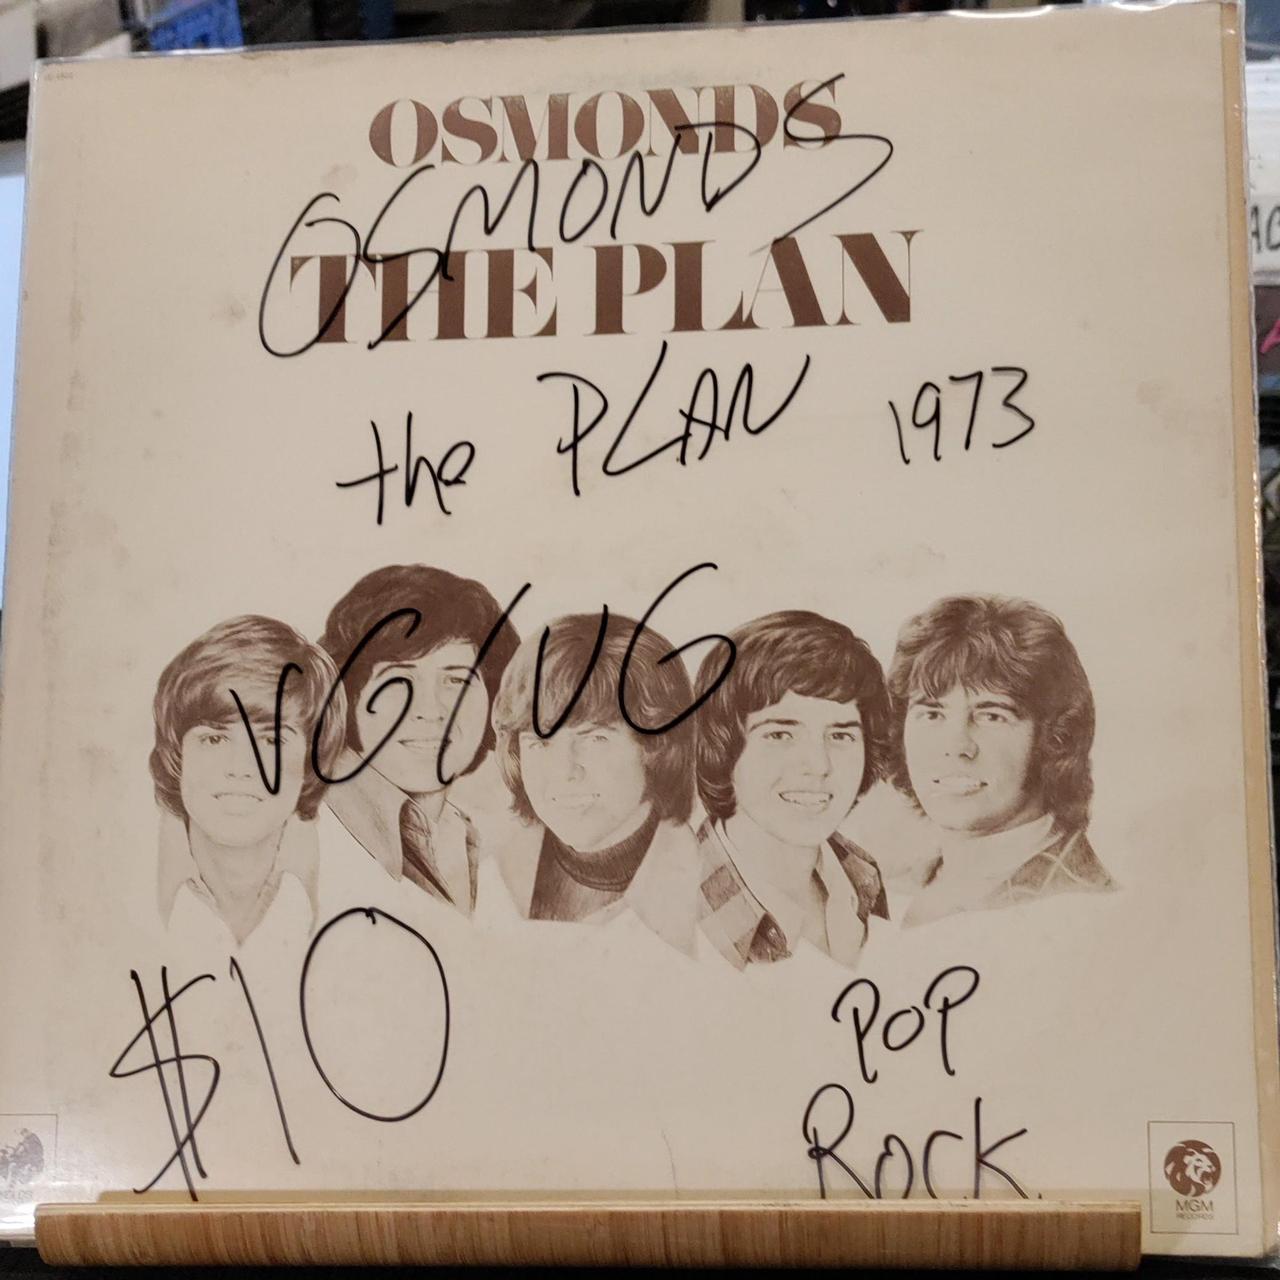 OSMONDS
OSMONDS
THE PLAN
the PLAN 1973
VG/VG
$10
POP
ROCK
MGM
RECORDS